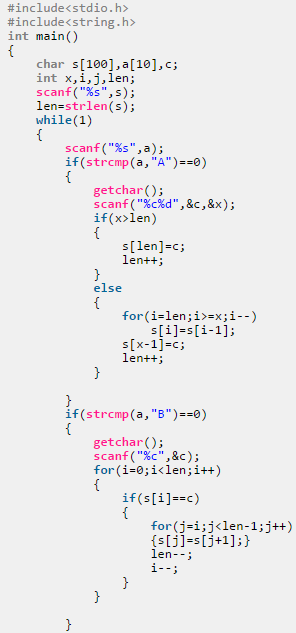 #include<stdio.h>
#include<string.h>
int main()
{
    char s[100],a[10],c;
    int x,i,j,len;
    scanf("%s",s);
    len=strlen(s);
    while(1)
    {
        scanf("%s",a);
        if(strcmp(a,"A")==0)
        {
            getchar();
            scanf("%c%d",&c,&x);
            if(x>len)
            {
                s[len]=c;
                len++;
            }
            else
            {
                for(i=len;i>=x;i--)
                    s[i]=s[i-1];
                s[x-1]=c;
                len++;
            }

        }
        if(strcmp(a,"B")==0)
        {
            getchar();
            scanf("%c",&c);
            for(i=0;i<len;i++)
            {
                if(s[i]==c)
                {
                    for(j=i;j<len-1;j++)
                    {s[j]=s[j+1];}
                    len--;
                    i--;
                }
            }

        }